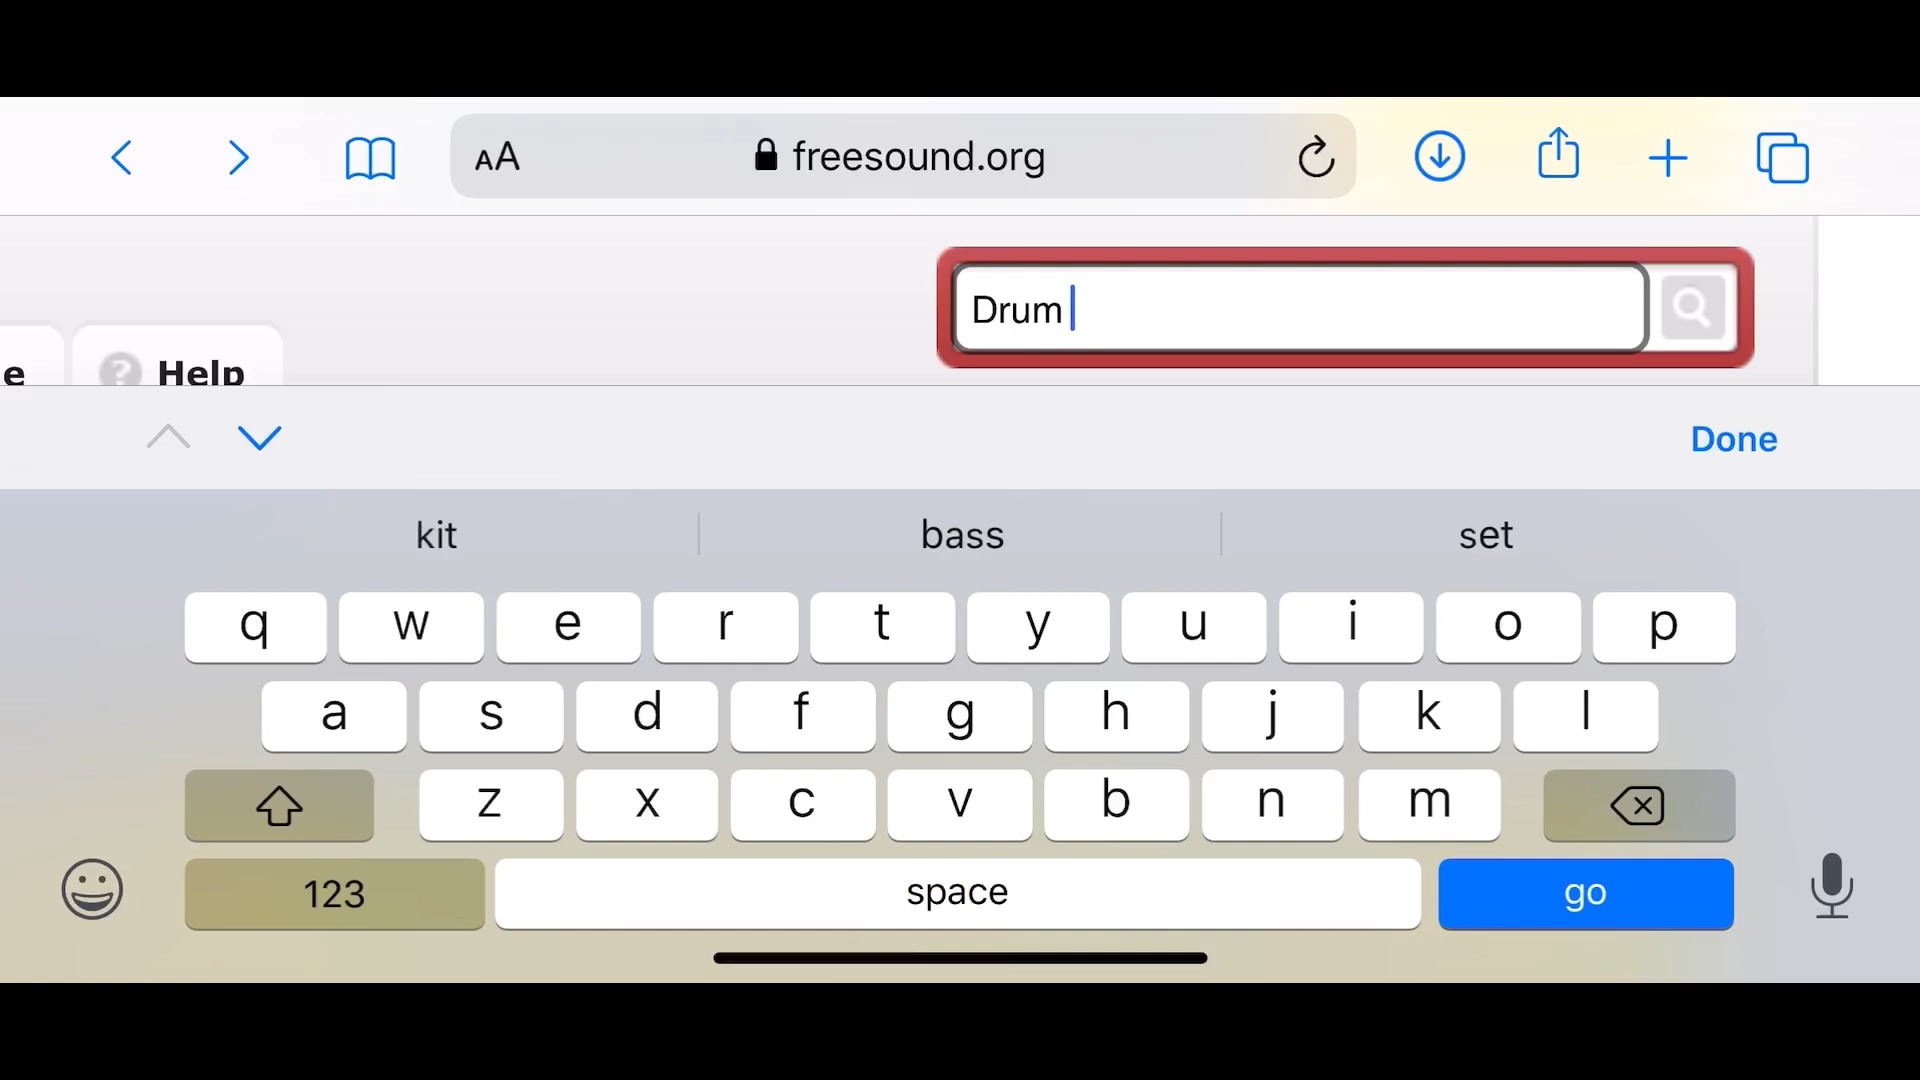 AA freesound.org
Drum
e
? Help
Done
kit bass set
q w e r t y u i o p
a s d f g h j k l
z x c v b n m
123 space go